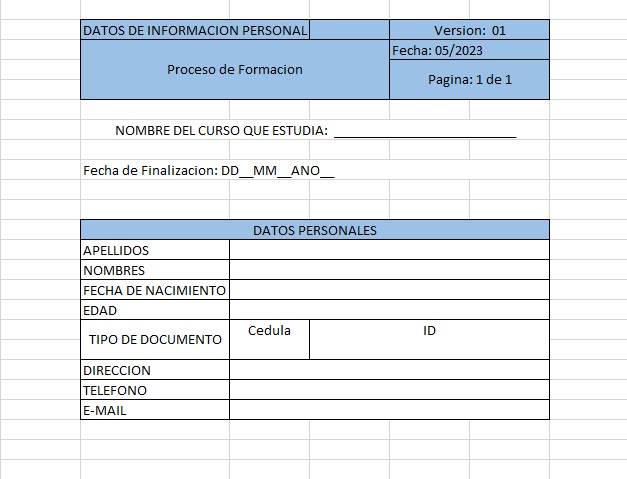 DATOS DE INFORMACION PERSONAL
Version: 01
Proceso de Formacion
Fecha: 05/2023
Pagina: 1 de 1
NOMBRE DEL CURSO QUE ESTUDIA: _________________________
Fecha de Finalizacion: DD__MM__ANO__
DATOS PERSONALES
APELLIDOS
NOMBRES
FECHA DE NACIMIENTO
EDAD
TIPO DE DOCUMENTO
Cedula
ID
DIRECCION
TELEFONO
E-MAIL